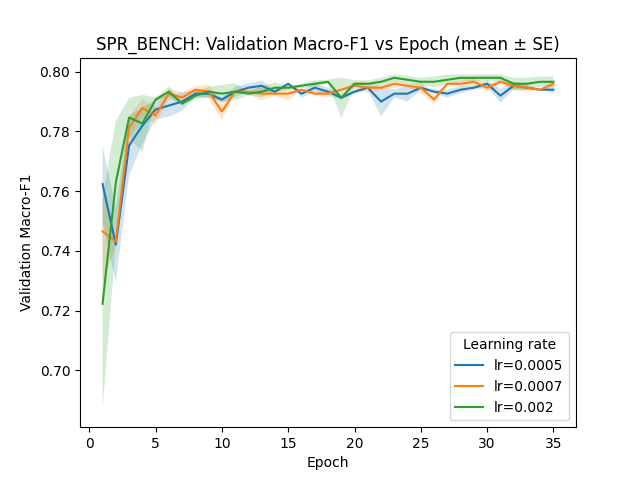 SPR_BENCH: Validation Macro-F1 vs Epoch (mean ± SE)
Validation Macro-F1
0.80
0.78
0.76
0.74
0.72
0.70
Learning rate
lr=0.0005
lr=0.0007
lr=0.002
0 5 10 15 20 25 30 35
Epoch